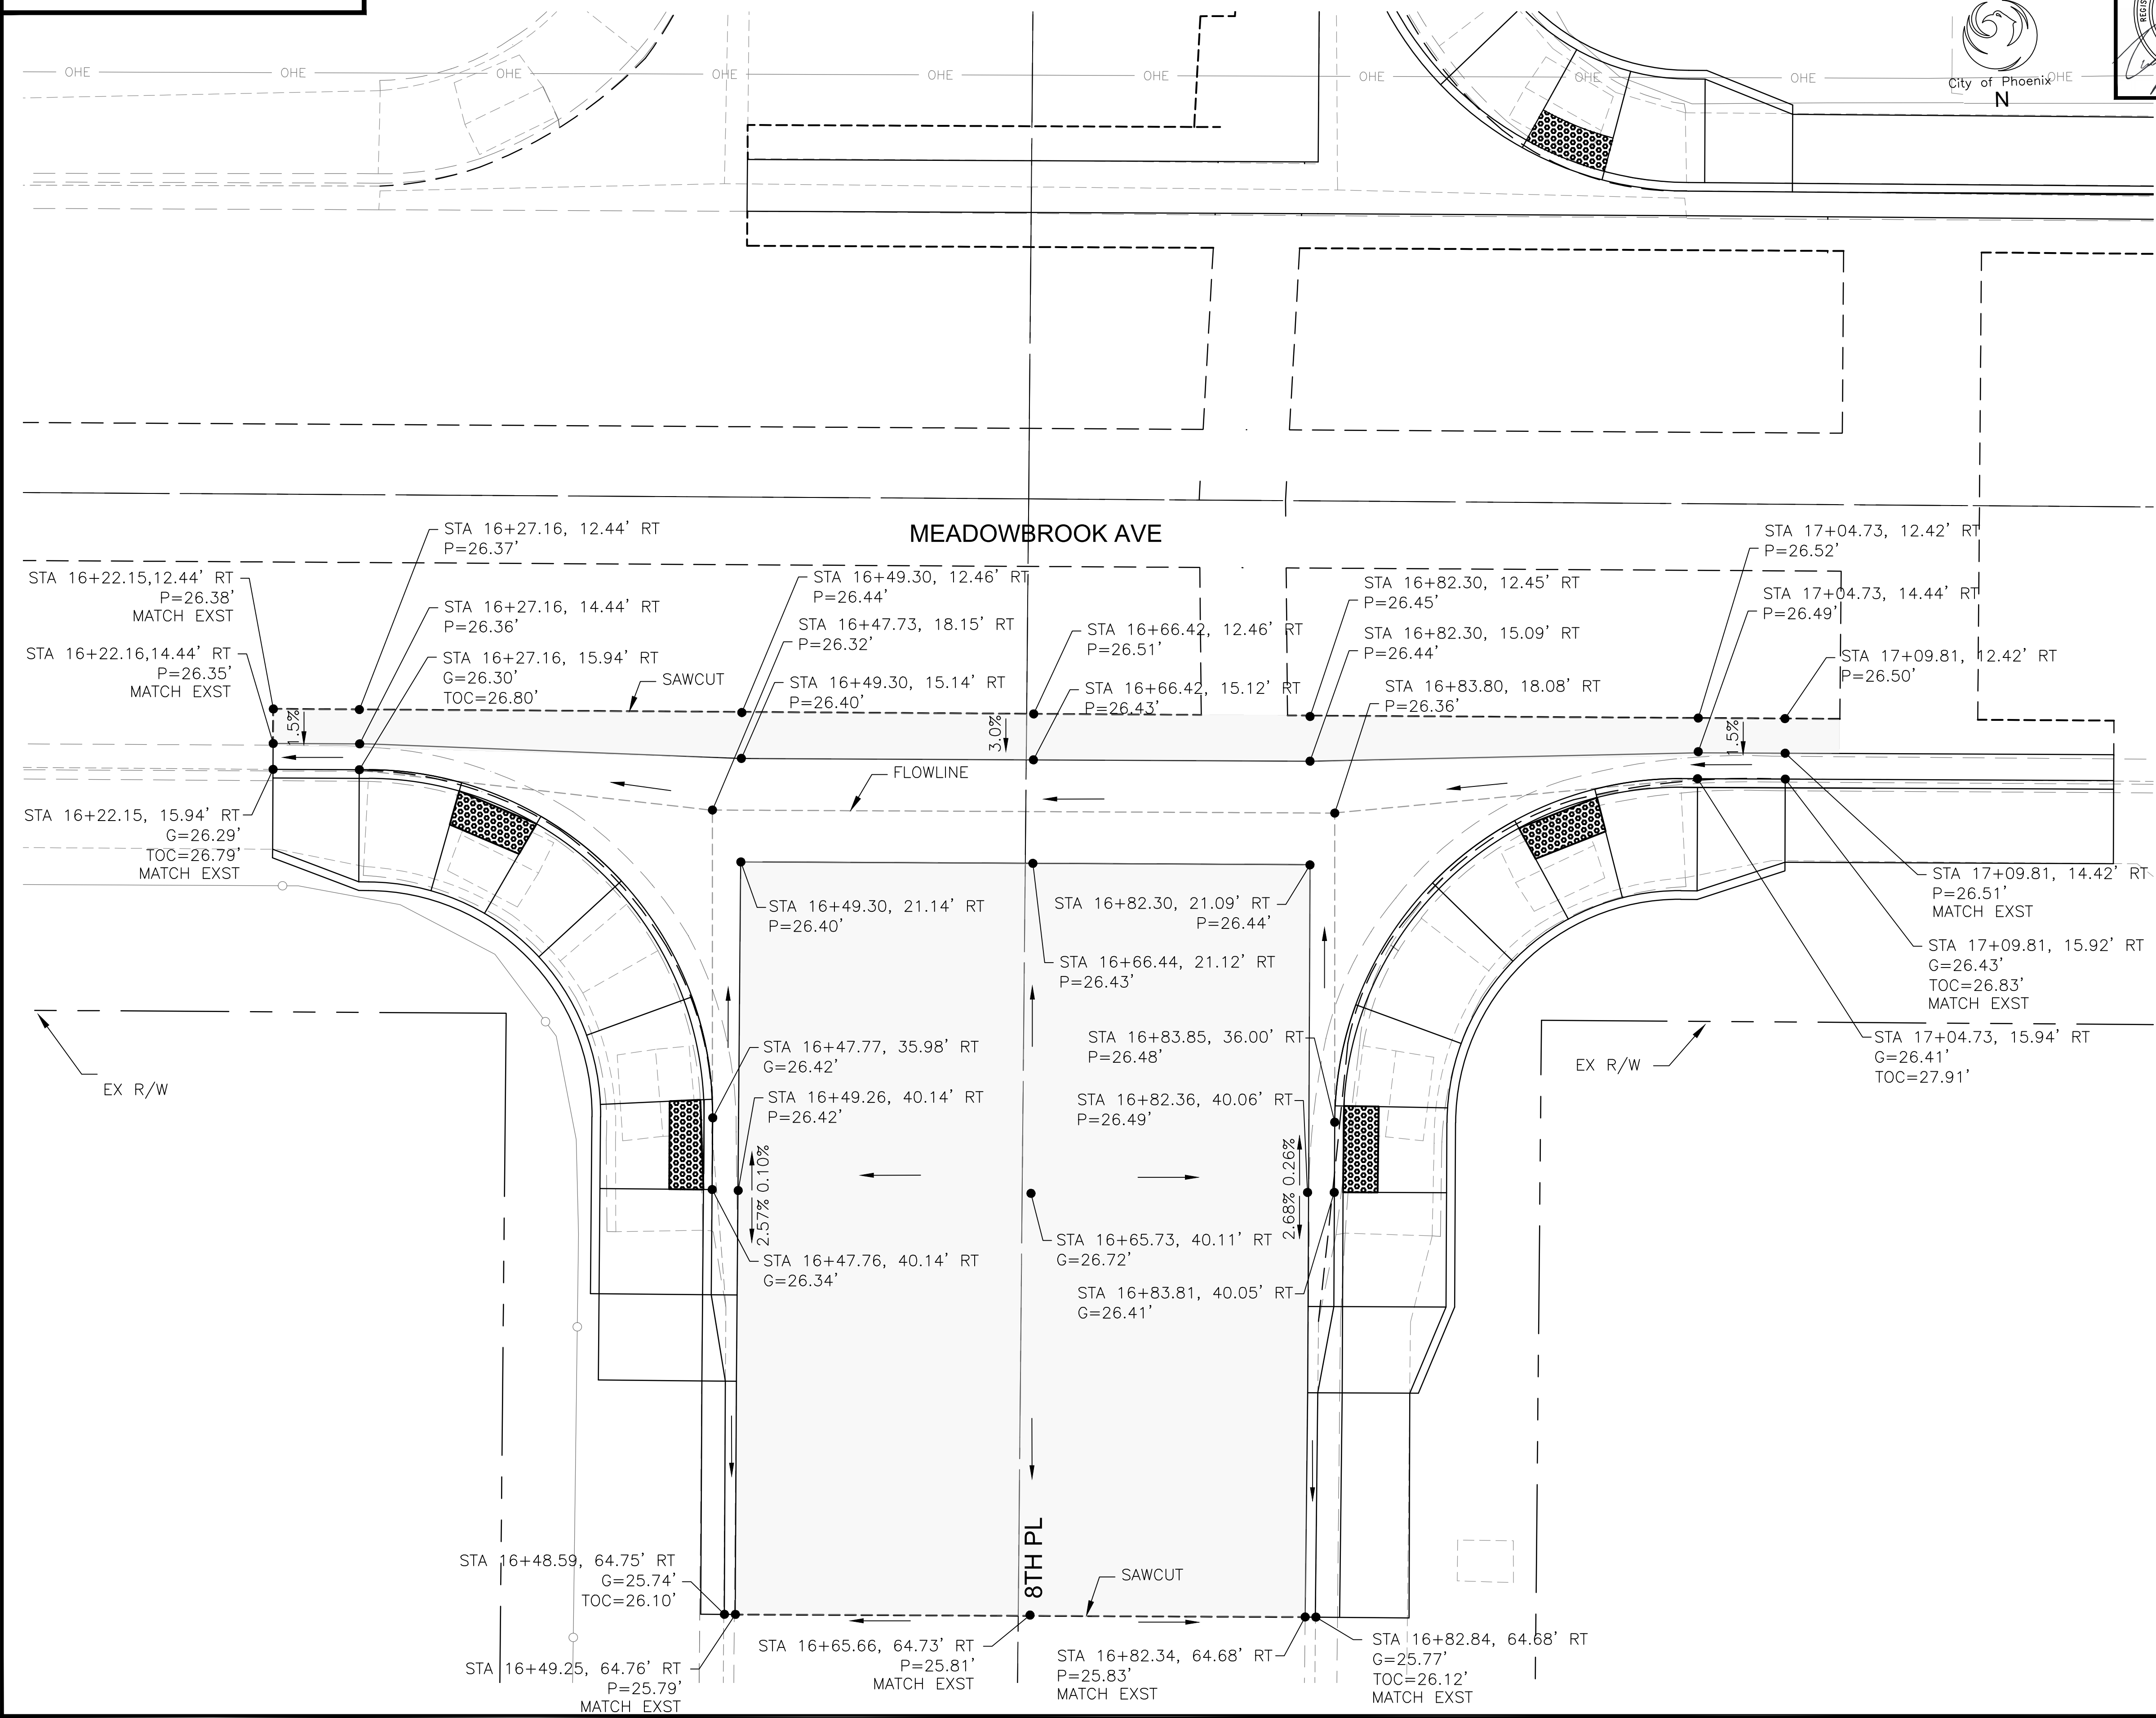 REGIS
OHE OHE OHE OHE OHE OHE OHE OHE OHE OHE
City of Phoenix
N
MEADOWBROOK AVE
STA 16+27.16, 12.44' RT
P=26.37'
STA 16+22.15,12.44' RT
P=26.38'
MATCH EXST
STA 16+27.16, 14.44' RT
P=26.36'
STA 16+22.16,14.44' RT
P=26.35'
MATCH EXST
STA 16+27.16, 15.94' RT
G=26.30'
TOC=26.80'
SAWCUT
STA 16+49.30, 12.46' RT
P=26.44'
STA 16+47.73, 18.15' RT
P=26.32'
STA 16+49.30, 15.14' RT
P=26.40'
STA 16+66.42, 12.46' RT
P=26.51'
STA 16+66.42, 15.12' RT
P=26.43'
STA 16+82.30, 12.45' RT
P=26.45'
STA 16+82.30, 15.09' RT
P=26.44'
STA 16+83.80, 18.08' RT
P=26.36'
STA 17+04.73, 12.42' RT
P=26.52'
STA 17+04.73, 14.44' RT
P=26.49'
STA 17+09.81, 12.42' RT
P=26.50'
1.5%
3.0%
1.5%
FLOWLINE
STA 16+22.15, 15.94' RT
G=26.29'
TOC=26.79'
MATCH EXST
STA 16+49.30, 21.14' RT
P=26.40'
STA 16+82.30, 21.09' RT
P=26.44'
STA 16+66.44, 21.12' RT
P=26.43'
STA 17+09.81, 14.42' RT
P=26.51'
MATCH EXST
STA 17+09.81, 15.92' RT
G=26.43'
TOC=26.83'
MATCH EXST
STA 17+04.73, 15.94' RT
G=26.41'
TOC=27.91'
EX R/W
EX R/W
STA 16+47.77, 35.98' RT
G=26.42'
STA 16+83.85, 36.00' RT
P=26.48'
STA 16+49.26, 40.14' RT
P=26.42'
STA 16+82.36, 40.06' RT
P=26.49'
2.57% 0.10%
2.68% 0.26%
STA 16+47.76, 40.14' RT
G=26.34'
STA 16+65.73, 40.11' RT
G=26.72'
STA 16+83.81, 40.05' RT
G=26.41'
8TH PL
SAWCUT
STA 16+48.59, 64.75' RT
G=25.74'
TOC=26.10'
STA 16+49.25, 64.76' RT
P=25.79'
MATCH EXST
STA 16+65.66, 64.73' RT
P=25.81'
MATCH EXST
STA 16+82.34, 64.68' RT
P=25.83'
MATCH EXST
STA 16+82.84, 64.68' RT
G=25.77'
TOC=26.12'
MATCH EXST